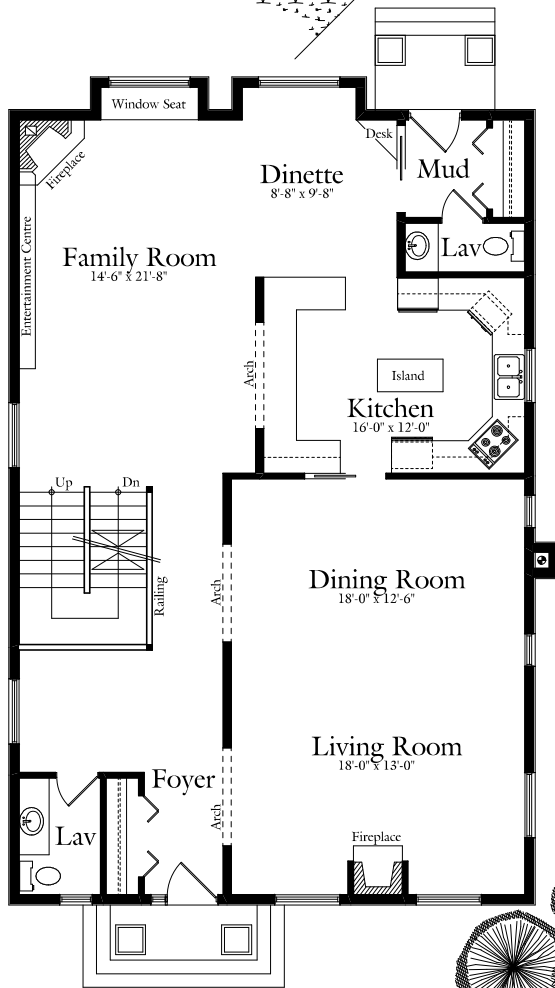 Window Seat
Desk
Fireplace
Dinette
8'-8" x 9'-8"
Mud
Entertainment Centre
Family Room
14'-6" x 21'-8"
Lav
Arch
Island
Kitchen
16'-0" x 12'-0"
Up
Dn
Railing
Arch
Dining Room
18'-0" x 12'-6"
Living Room
18'-0" x 13'-0"
Foyer
Arch
Lav
Fireplace